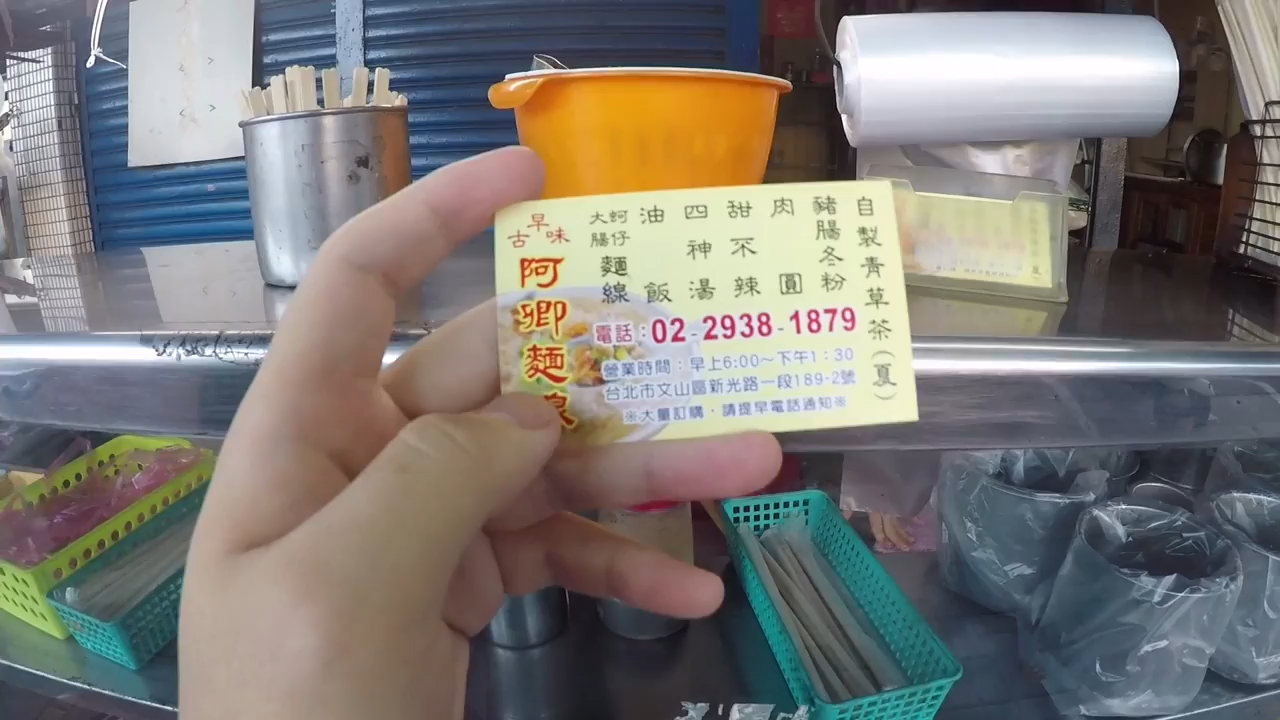 古早味
阿卿麵線
蚵仔
大腸
麵線
油飯
四神湯
甜不辣
肉圓
豬腸冬粉
自製青草茶(夏)
電話：02-2938-1879
營業時間：早上6:00～下午1：30
台北市文山區新光路一段189-2號
※大量訂購，請提早電話通知※